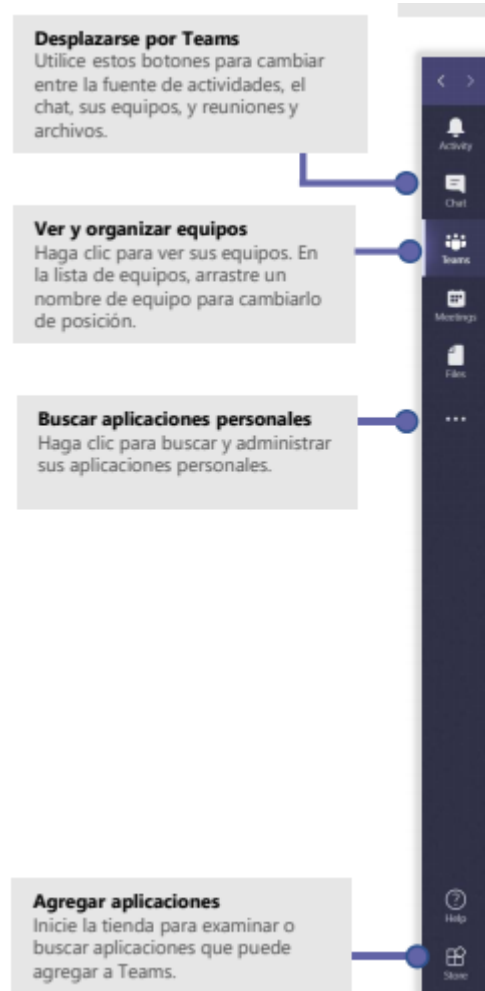 Desplazarse por Teams
Utilice estos botones para cambiar
entre la fuente de actividades, el
chat, sus equipos, y reuniones y
archivos.
Ver y organizar equipos
Haga clic para ver sus equipos. En
la lista de equipos, arrastre un
nombre de equipo para cambiarlo
de posición.
Buscar aplicaciones personales
Haga clic para buscar y administrar
sus aplicaciones personales.
Agregar aplicaciones
Inicie la tienda para examinar o
buscar aplicaciones que puede
agregar a Teams.
Activity
Chat
Teams
Meetings
Files
Help
Store